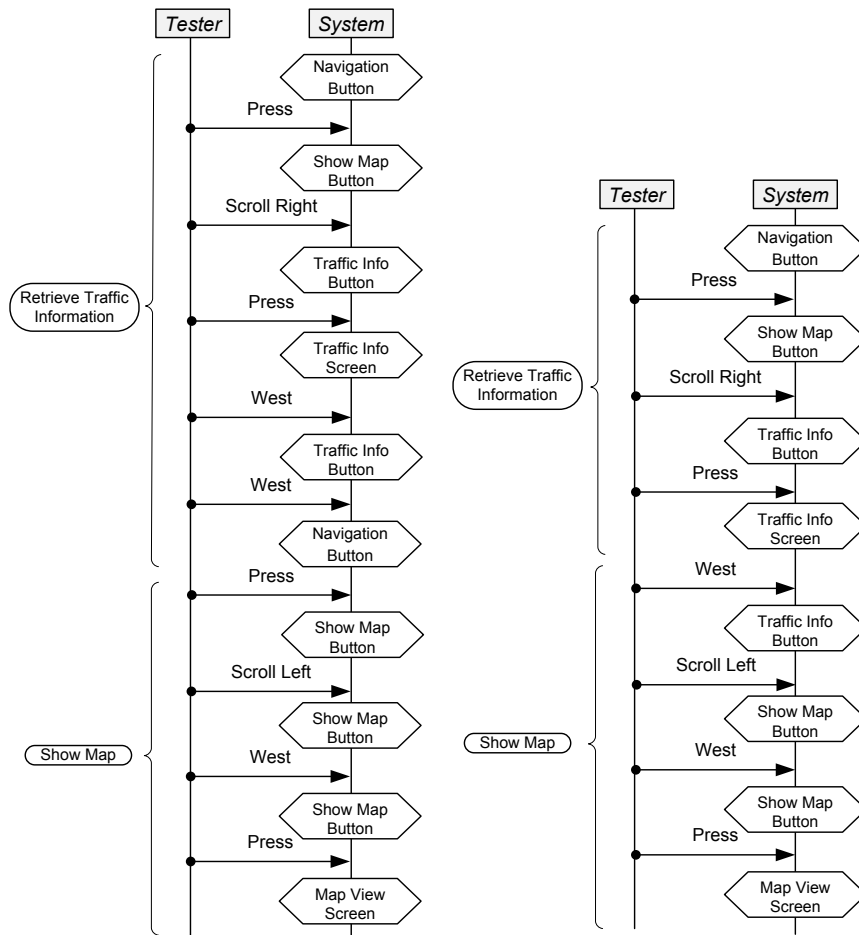 Tester
System
Navigation
Button
Press
Show Map
Button
Scroll Right
Traffic Info
Button
Retrieve Traffic
Information
Press
Traffic Info
Screen
West
Traffic Info
Button
West
Navigation
Button
Press
Show Map
Button
Scroll Left
Show Map
Button
Show Map
West
Show Map
Button
Press
Map View
Screen
Tester
System
Navigation
Button
Press
Show Map
Button
Retrieve Traffic
Information
Scroll Right
Traffic Info
Button
Press
Traffic Info
Screen
West
Traffic Info
Button
Scroll Left
Show Map
Button
Show Map
West
Show Map
Button
Press
Map View
Screen